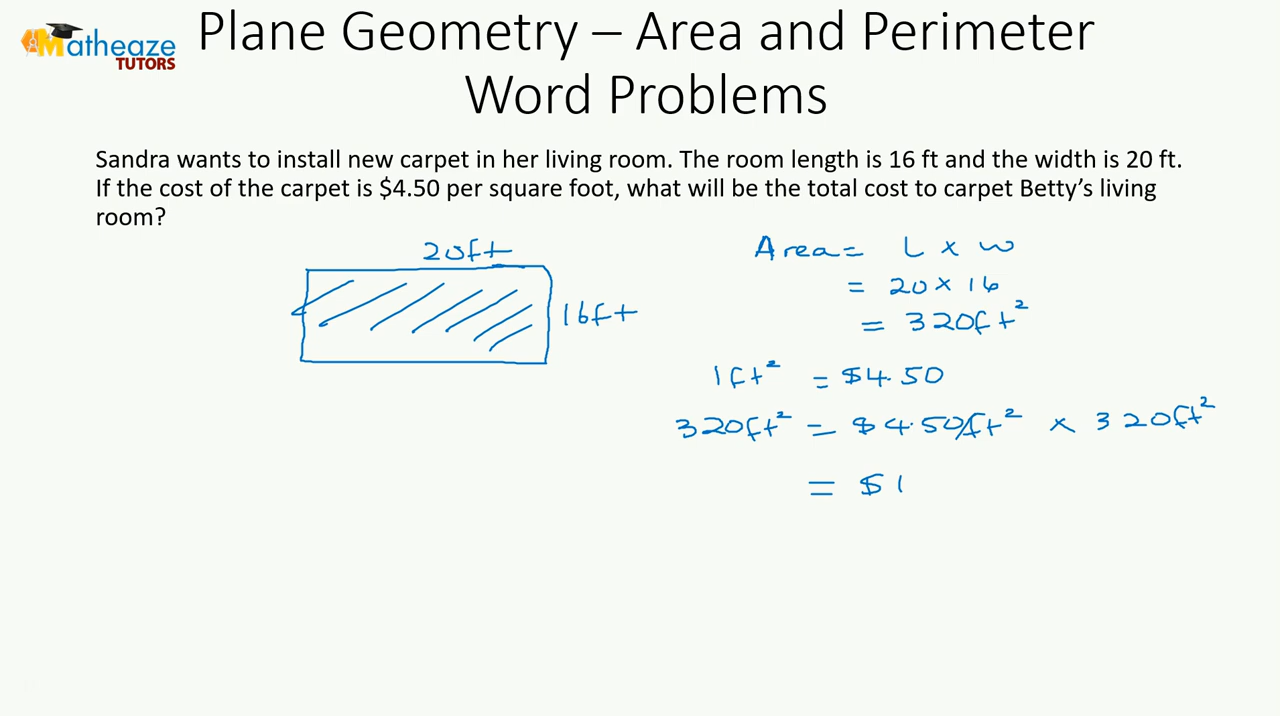 Matheaze
TUTORS
Plane Geometry – Area and Perimeter
Word Problems
Sandra wants to install new carpet in her living room. The room length is 16 ft and the width is 20 ft.
If the cost of the carpet is $4.50 per square foot, what will be the total cost to carpet Betty’s living
room?
20ft
16ft
Area = L x w
= 20 x 16
= 320ft²
1ft² = $4.50
320ft² = $4.50/ft² x 320ft²
= $1